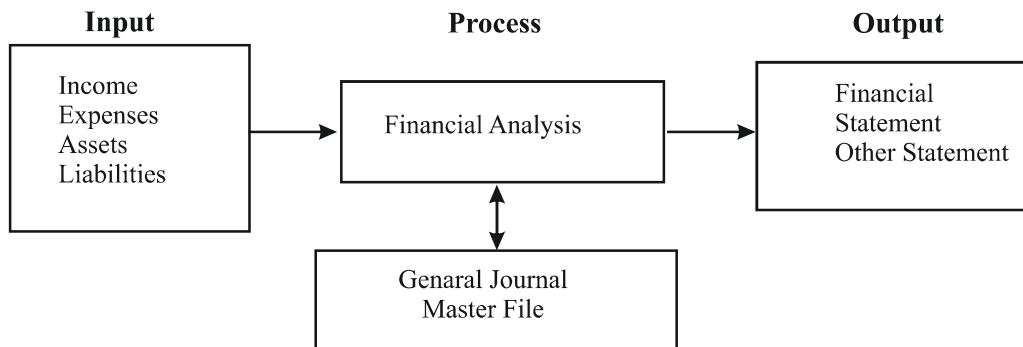 Input
Process
Output
Income
Expenses
Assets
Liabilities
Financial Analysis
Financial
Statement
Other Statement
Genaral Journal
Master File